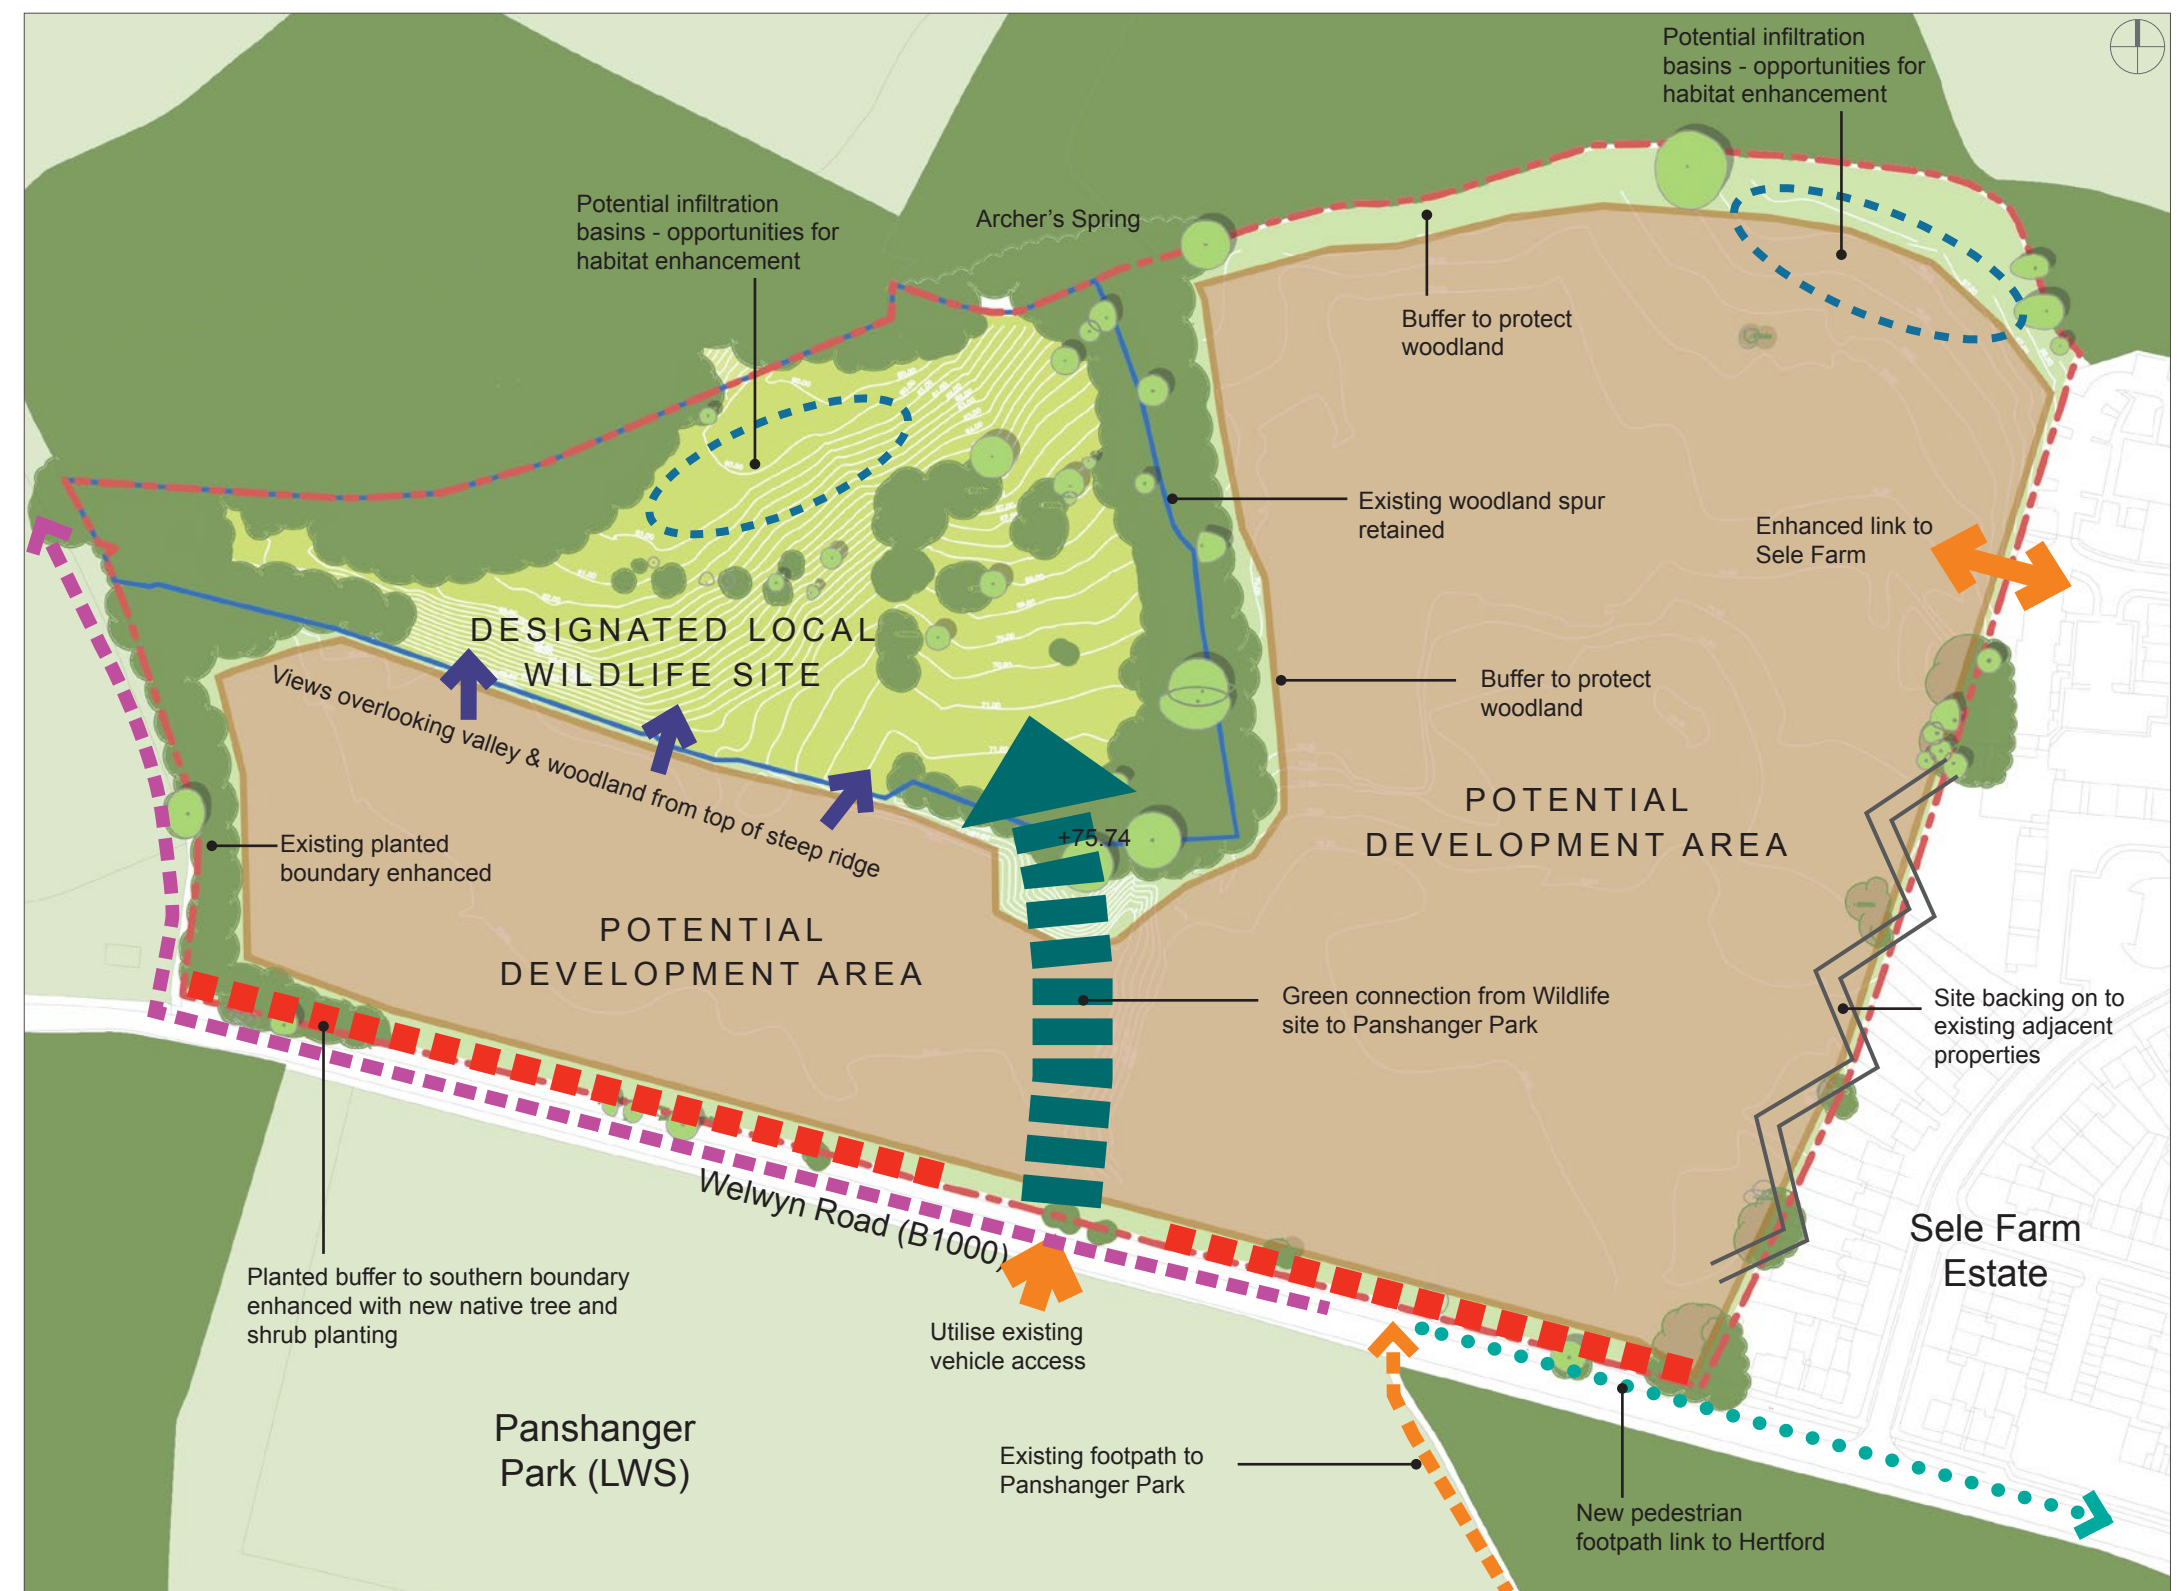 Potential infiltration
basins - opportunities for
habitat enhancement
Potential infiltration
basins - opportunities for
habitat enhancement
Archer's Spring
Buffer to protect
woodland
Existing woodland spur
retained
Enhanced link to
Sele Farm
DESIGNATED LOCAL
WILDLIFE SITE
Views overlooking valley & woodland from top of steep ridge
Buffer to protect
woodland
POTENTIAL
DEVELOPMENT AREA
+75.74
Existing planted
boundary enhanced
POTENTIAL
DEVELOPMENT AREA
Green connection from Wildlife
site to Panshanger Park
Site backing on to
existing adjacent
properties
Welwyn Road (B1000)
Sele Farm
Estate
Planted buffer to southern boundary
enhanced with new native tree and
shrub planting
Utilise existing
vehicle access
Panshanger
Park (LWS)
Existing footpath to
Panshanger Park
New pedestrian
footpath link to Hertford